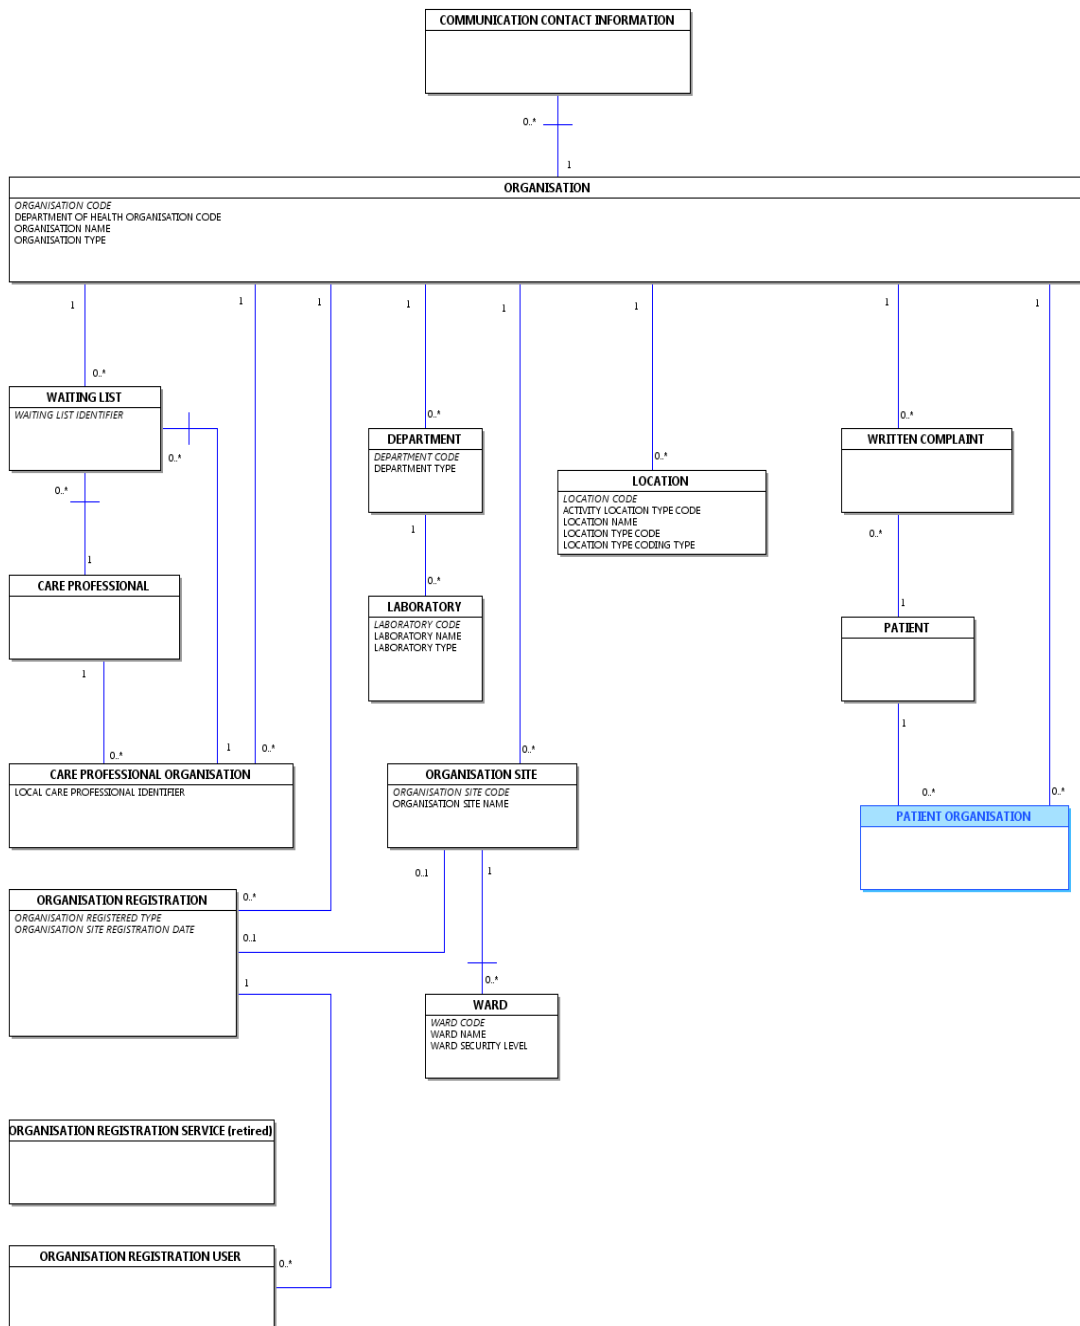 COMMUNICATION CONTACT INFORMATION
0..*
1
ORGANISATION
ORGANISATION CODE
DEPARTMENT OF HEALTH ORGANISATION CODE
ORGANISATION NAME
ORGANISATION TYPE
1
1
1
1
1
1
1
1
0..*
WAITING LIST
WAITING LIST IDENTIFIER
0..*
0..*
0..*
DEPARTMENT
DEPARTMENT CODE
DEPARTMENT TYPE
0..*
LOCATION
LOCATION CODE
ACTIVITY LOCATION TYPE CODE
LOCATION NAME
LOCATION TYPE CODE
LOCATION TYPE CODING TYPE
0..*
WRITTEN COMPLAINT
0..*
1
CARE PROFESSIONAL
1
1
0..*
LABORATORY
LABORATORY CODE
LABORATORY NAME
LABORATORY TYPE
1
PATIENT
1
0..*
1
0..*
CARE PROFESSIONAL ORGANISATION
LOCAL CARE PROFESSIONAL IDENTIFIER
0..*
ORGANISATION SITE
ORGANISATION SITE CODE
ORGANISATION SITE NAME
0..*
0..*
PATIENT ORGANISATION
0..1
1
0..*
ORGANISATION REGISTRATION
ORGANISATION REGISTERED TYPE
ORGANISATION SITE REGISTRATION DATE
0..1
1
0..*
WARD
WARD CODE
WARD NAME
WARD SECURITY LEVEL
ORGANISATION REGISTRATION SERVICE (retired)
ORGANISATION REGISTRATION USER
0..*